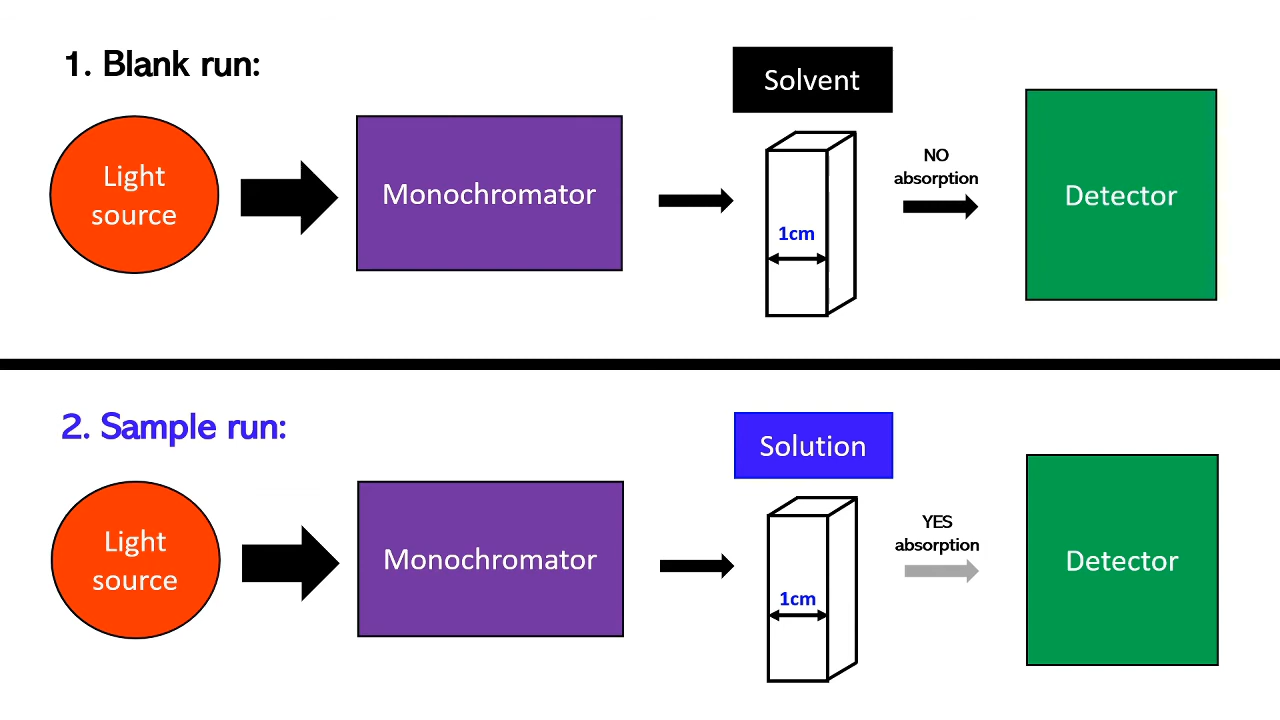 1. Blank run:
Light
source
Monochromator
Solvent
1cm
NO
absorption
Detector
2. Sample run:
Light
source
Monochromator
Solution
1cm
YES
absorption
Detector